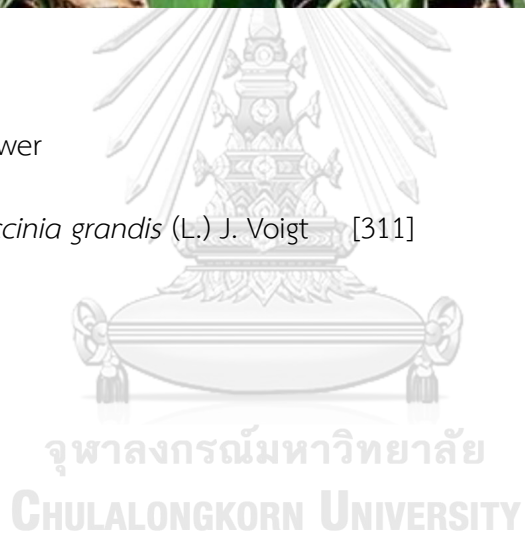 wer
ccinia grandis (L.) J. Voigt [311]
จุฬาลงกรณ์มหาวิทยาลัย
CHULALONGKORN UNIVERSITY